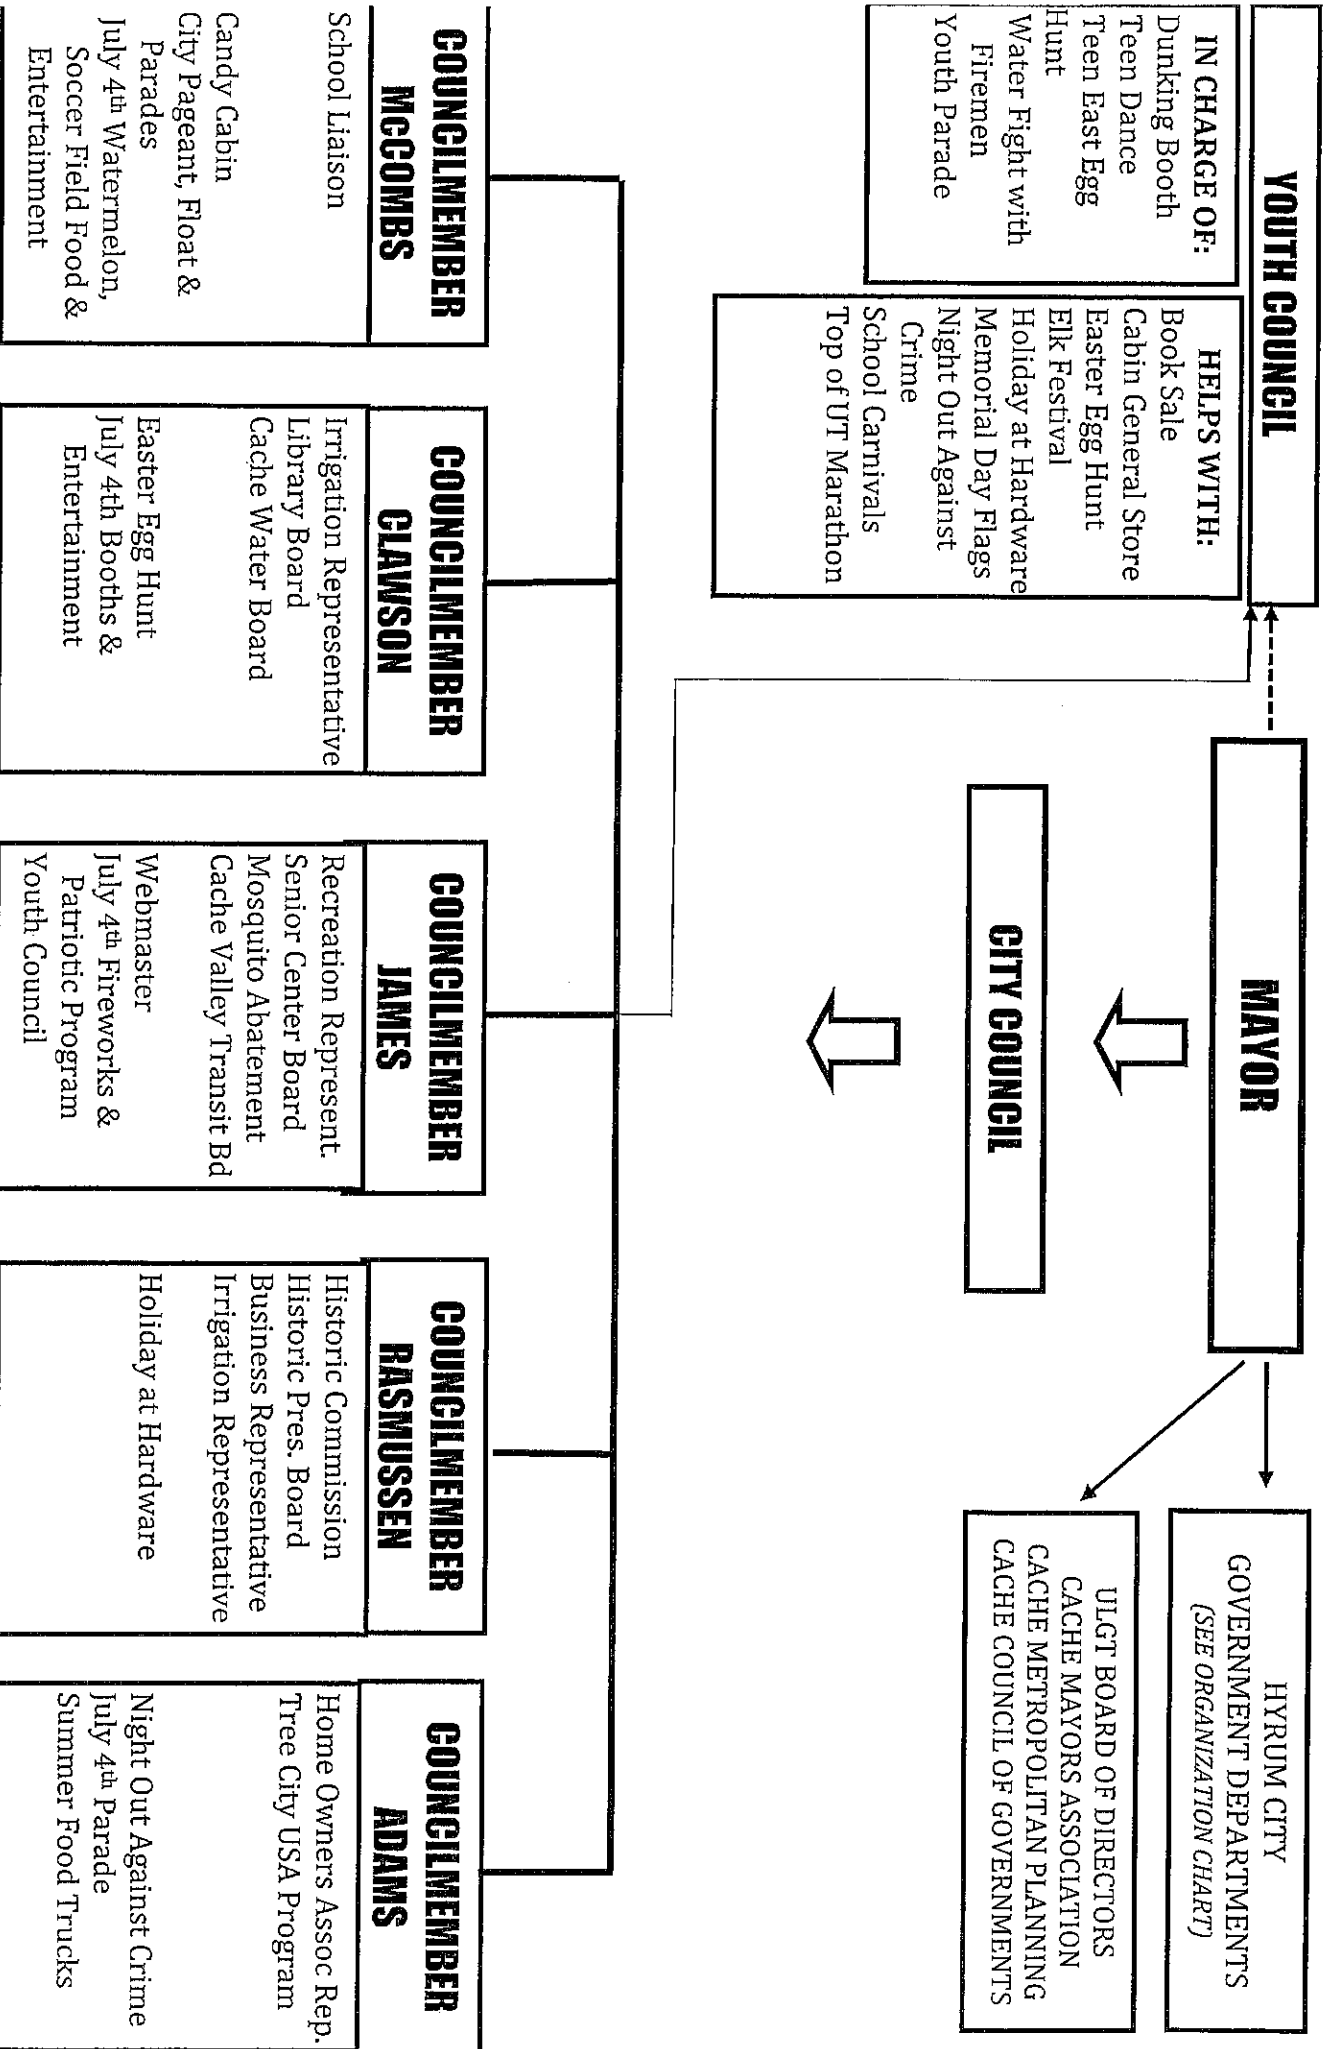 YOUTH COUNCIL
IN CHARGE OF:
Dunking Booth
Teen Dance
Teen East Egg
Hunt
Water Fight with
Firemen
Youth Parade
HELPS WITH:
Book Sale
Cabin General Store
Easter Egg Hunt
Elk Festival
Holiday at Hardware
Memorial Day Flags
Night Out Against
Crime
School Carnivals
Top of UT Marathon
MAYOR
CITY COUNCIL
HYRUM CITY
GOVERNMENT DEPARTMENTS
(SEE ORGANIZATION CHART)
ULGT BOARD OF DIRECTORS
CACHE MAYORS ASSOCIATION
CACHE METROPOLITAN PLANNING
CACHE COUNCIL OF GOVERNMENTS
COUNCILMEMBER
McCOMBS
School Liaison
Candy Cabin
City Pageant, Float &
Parades
July 4th Watermelon,
Soccer Field Food &
Entertainment
COUNCILMEMBER
CLAWSON
Irrigation Representative
Library Board
Cache Water Board
Easter Egg Hunt
July 4th Booths &
Entertainment
COUNCILMEMBER
JAMES
Recreation Represent.
Senior Center Board
Mosquito Abatement
Cache Valley Transit Bd
Webmaster
July 4th Fireworks &
Patriotic Program
Youth Council
COUNCILMEMBER
RASMUSSEN
Historic Commission
Historic Pres. Board
Business Representative
Irrigation Representative
Holiday at Hardware
COUNCILMEMBER
ADAMS
Home Owners Assoc Rep.
Tree City USA Program
Night Out Against Crime
July 4th Parade
Summer Food Trucks